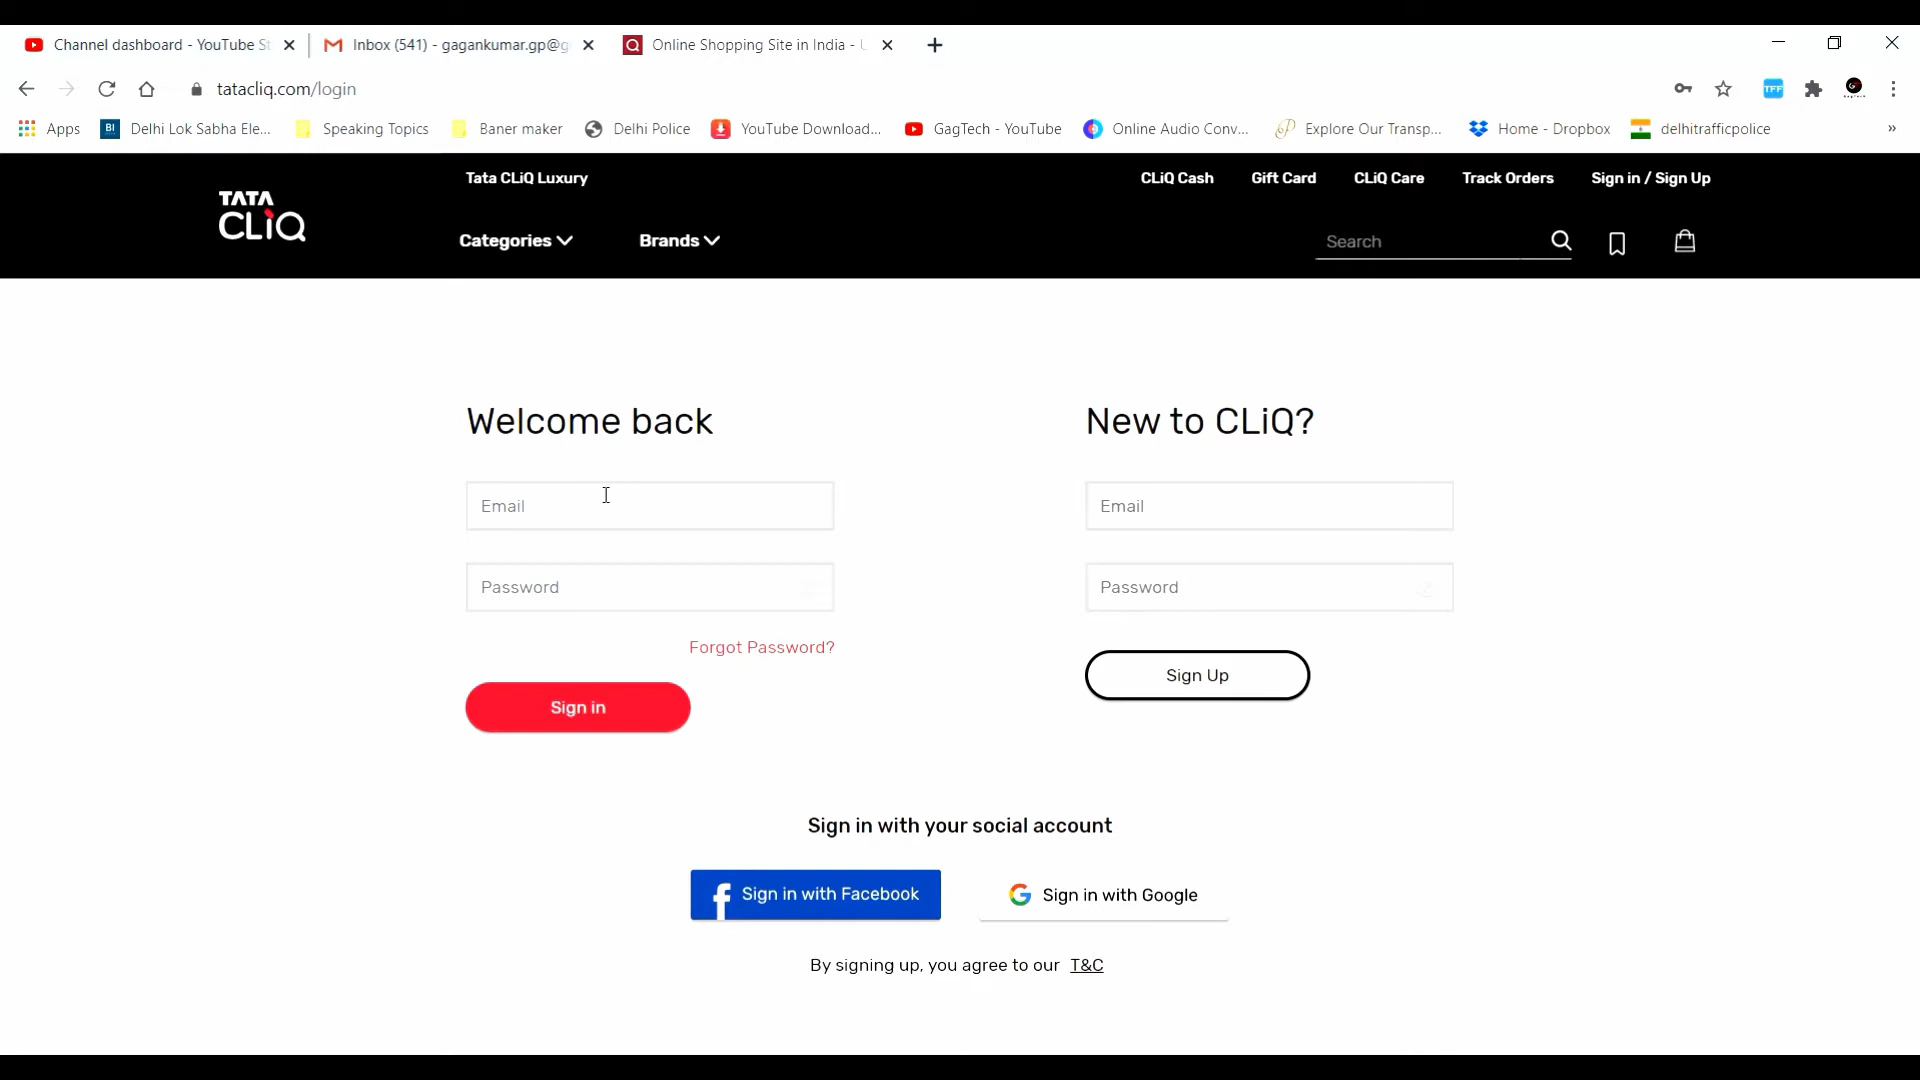 Channel dashboard - YouTube St
Inbox (541) - gagankumar.gp@g
Online Shopping Site in India - U
tatacliq.com/login
TFF
Apps
BI Delhi Lok Sabha Ele...
Speaking Topics
Baner maker
Delhi Police
YouTube Download...
GagTech - YouTube
Online Audio Conv...
Explore Our Transp...
Home - Dropbox
delhitrafficpolice
»
TATA
CLiQ
Tata CLiQ Luxury
CLiQ Cash
Gift Card
CLiQ Care
Track Orders
Sign in / Sign Up
Categories
Brands
Search
Welcome back
New to CLiQ?
Email
Email
Password
Password
Forgot Password?
Sign in
Sign Up
Sign in with your social account
Sign in with Facebook
Sign in with Google
By signing up, you agree to our T&C